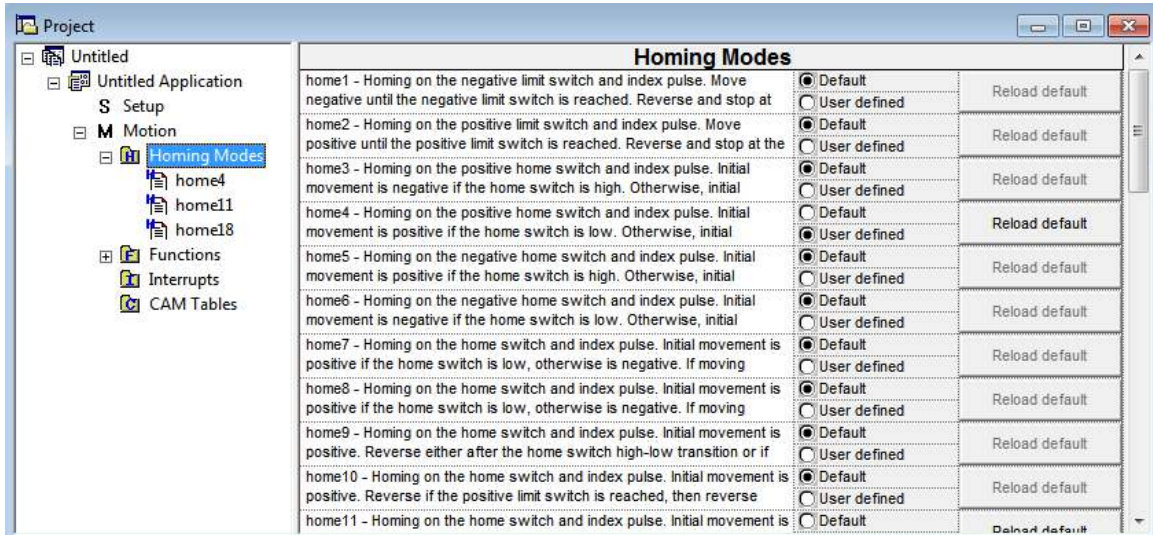 Project
Untitled
Untitled Application
S Setup
M Motion
Homing Modes
home4
home11
home18
Functions
Interrupts
CAM Tables
Homing Modes
home1 - Homing on the negative limit switch and index pulse. Move
negative until the negative limit switch is reached. Reverse and stop at
Default
User defined
Reload default
home2 - Homing on the positive limit switch and index pulse. Move
positive until the positive limit switch is reached. Reverse and stop at the
Default
User defined
Reload default
home3 - Homing on the positive home switch and index pulse. Initial
movement is negative if the home switch is high. Otherwise, initial
Default
User defined
Reload default
home4 - Homing on the positive home switch and index pulse. Initial
movement is positive if the home switch is low. Otherwise, initial
Default
User defined
Reload default
home5 - Homing on the negative home switch and index pulse. Initial
movement is positive if the home switch is high. Otherwise, initial
Default
User defined
Reload default
home6 - Homing on the negative home switch and index pulse. Initial
movement is negative if the home switch is low. Otherwise, initial
Default
User defined
Reload default
home7 - Homing on the home switch and index pulse. Initial movement is
positive if the home switch is low, otherwise is negative. If moving
Default
User defined
Reload default
home8 - Homing on the home switch and index pulse. Initial movement is
positive if the home switch is low, otherwise is negative. If moving
Default
User defined
Reload default
home9 - Homing on the home switch and index pulse. Initial movement is
positive. Reverse either after the home switch high-low transition or if
Default
User defined
Reload default
home10 - Homing on the home switch and index pulse. Initial movement is
positive. Reverse if the positive limit switch is reached, then reverse
Default
User defined
Reload default
home11 - Homing on the home switch and index pulse. Initial movement is
Default
Reload default